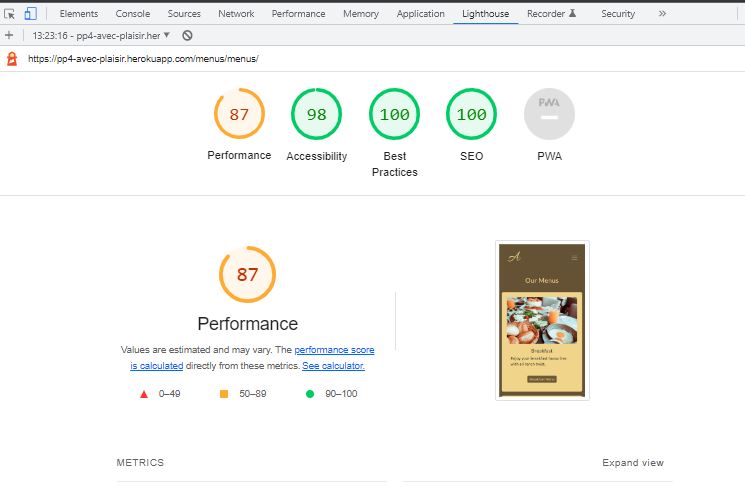 Elements Console Sources Network Performance Memory Application Lighthouse Recorder Security »
13:23:16 - pp4-avec-plaisir.her
https://pp4-avec-plaisir.herokuapp.com/menus/menus/
87 98 100 100 PWA
Performance Accessibility Best Practices SEO PWA
87
Performance
Values are estimated and may vary. The performance score
is calculated directly from these metrics. See calculator.
0–49 50–89 90–100
A
Our Menus
Breakfast
Enjoy your breakfast favourites
METRICS Expand view